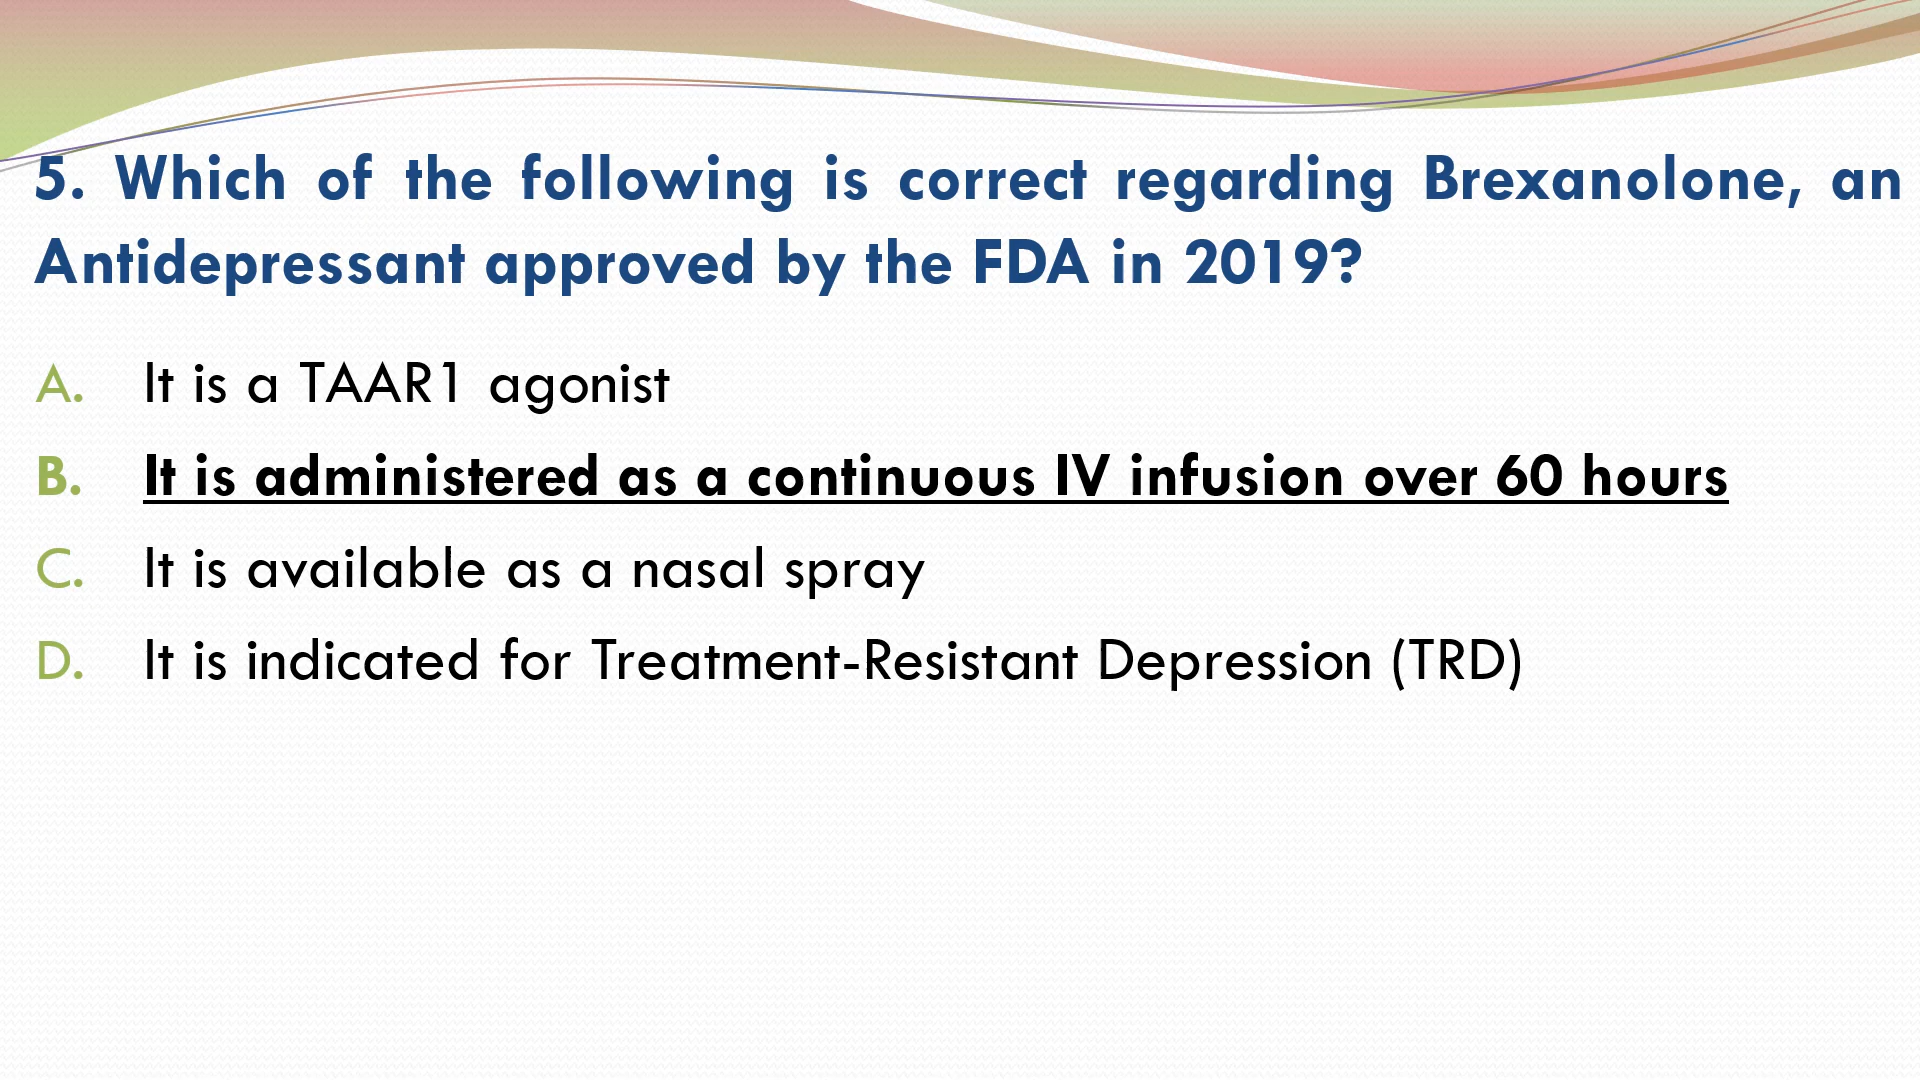 5. Which of the following is correct regarding Brexanolone, an
Antidepressant approved by the FDA in 2019?
A. It is a TAAR1 agonist
B. It is administered as a continuous IV infusion over 60 hours
C. It is available as a nasal spray
D. It is indicated for Treatment-Resistant Depression (TRD)